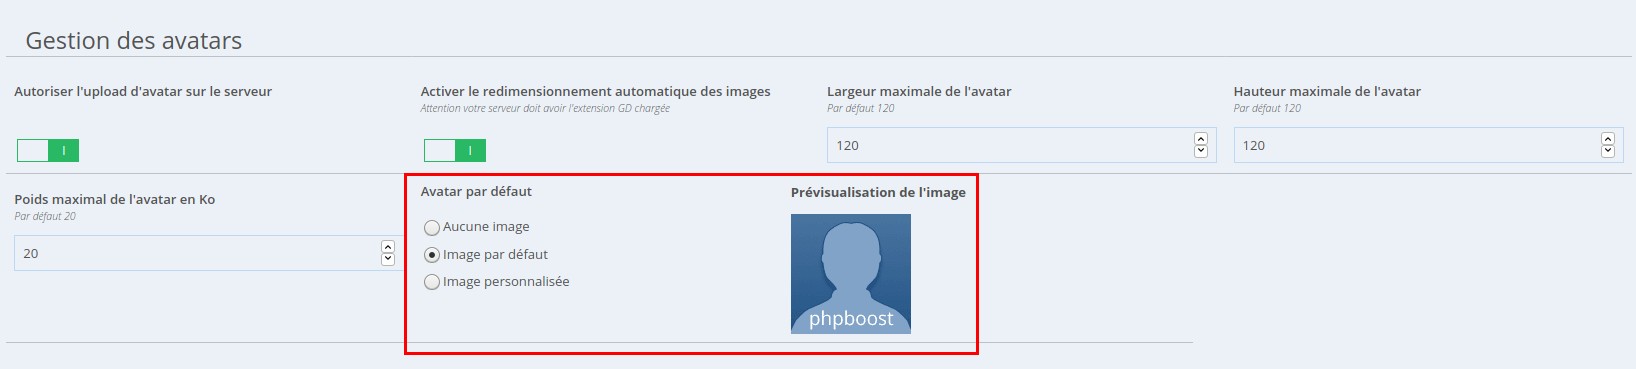 Gestion des avatars
Autoriser l'upload d'avatar sur le serveur
Activer le redimensionnement automatique des images
Attention votre serveur doit avoir l'extension GD chargée
Largeur maximale de l'avatar
Par défaut 120
120
Hauteur maximale de l'avatar
Par défaut 120
120
Poids maximal de l'avatar en Ko
Par défaut 20
20
Avatar par défaut
Aucune image
Image par défaut
Image personnalisée
Prévisualisation de l'image
phpboost